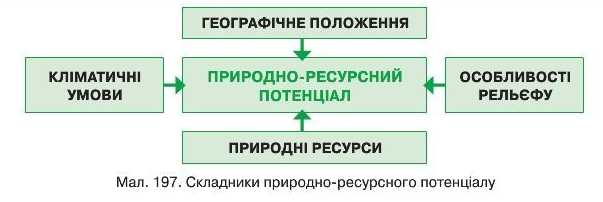 ГЕОГРАФІЧНЕ ПОЛОЖЕННЯ
КЛІМАТИЧНІ
УМОВИ
ПРИРОДНО-РЕСУРСНИЙ
ПОТЕНЦІАЛ
ОСОБЛИВОСТІ
РЕЛЬЄФУ
ПРИРОДНІ РЕСУРСИ
Мал. 197. Складники природно-ресурсного потенціалу